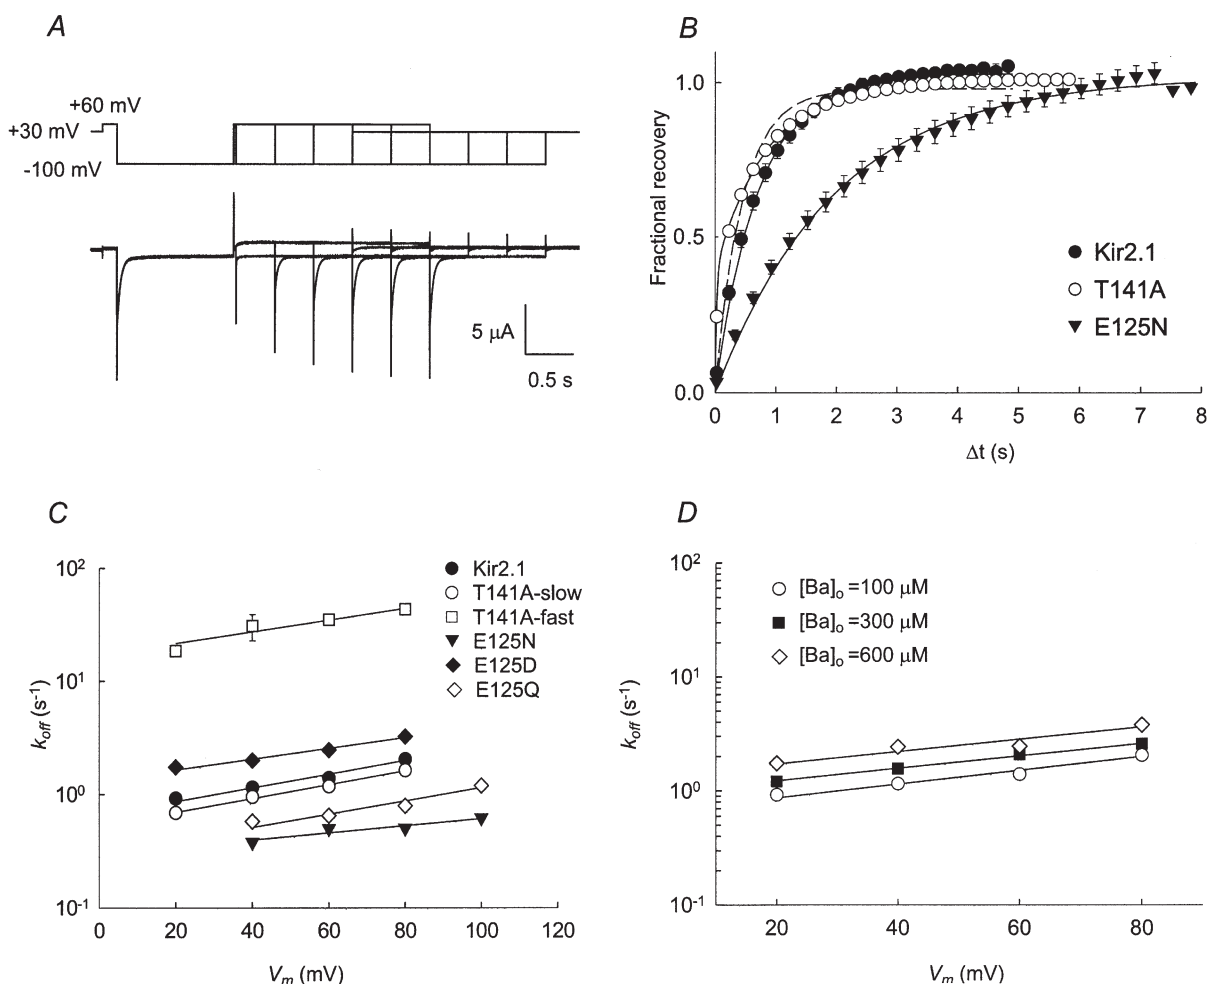 A
+60 mV
+30 mV
-100 mV
5 μA
0.5 s
B
Fractional recovery
1.0
0.5
0.0
0 1 2 3 4 5 6 7 8
Δt (s)
Kir2.1
T141A
E125N
C
k_off (s⁻¹)
10²
10¹
10⁰
10⁻¹
0 20 40 60 80 100 120
V_m (mV)
Kir2.1
T141A-slow
T141A-fast
E125N
E125D
E125Q
D
k_off (s⁻¹)
10²
10¹
10⁰
10⁻¹
20 40 60 80
V_m (mV)
[Ba]ₒ =100 μM
[Ba]ₒ =300 μM
[Ba]ₒ =600 μM